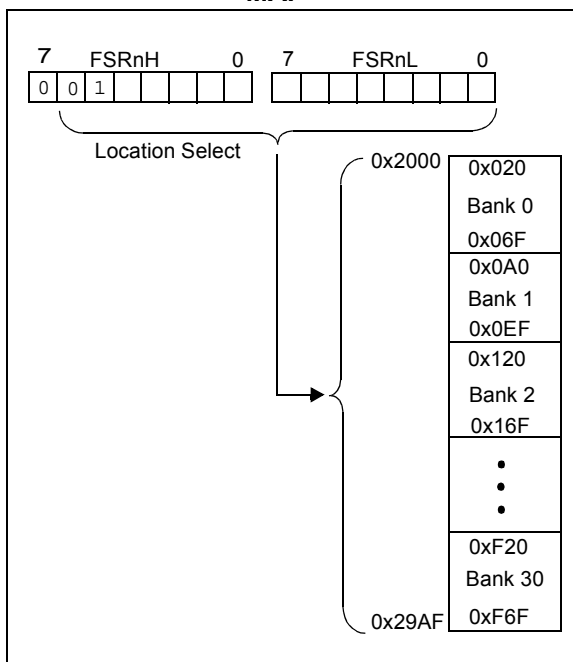 7 FSRnH 0 7 FSRnL 0
0 0 1
Location Select
0x2000
0x020
Bank 0
0x06F
0x0A0
Bank 1
0x0EF
0x120
Bank 2
0x16F
0xF20
Bank 30
0x29AF
0xF6F